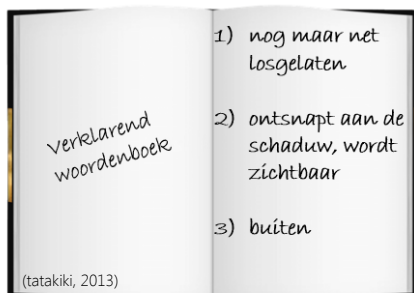 Verklarend
woordenboek
(tatakiki, 2013)
1) nog maar net
losgelaten
2) ontsnapt aan de
schaduw, wordt
zichtbaar
3) buiten